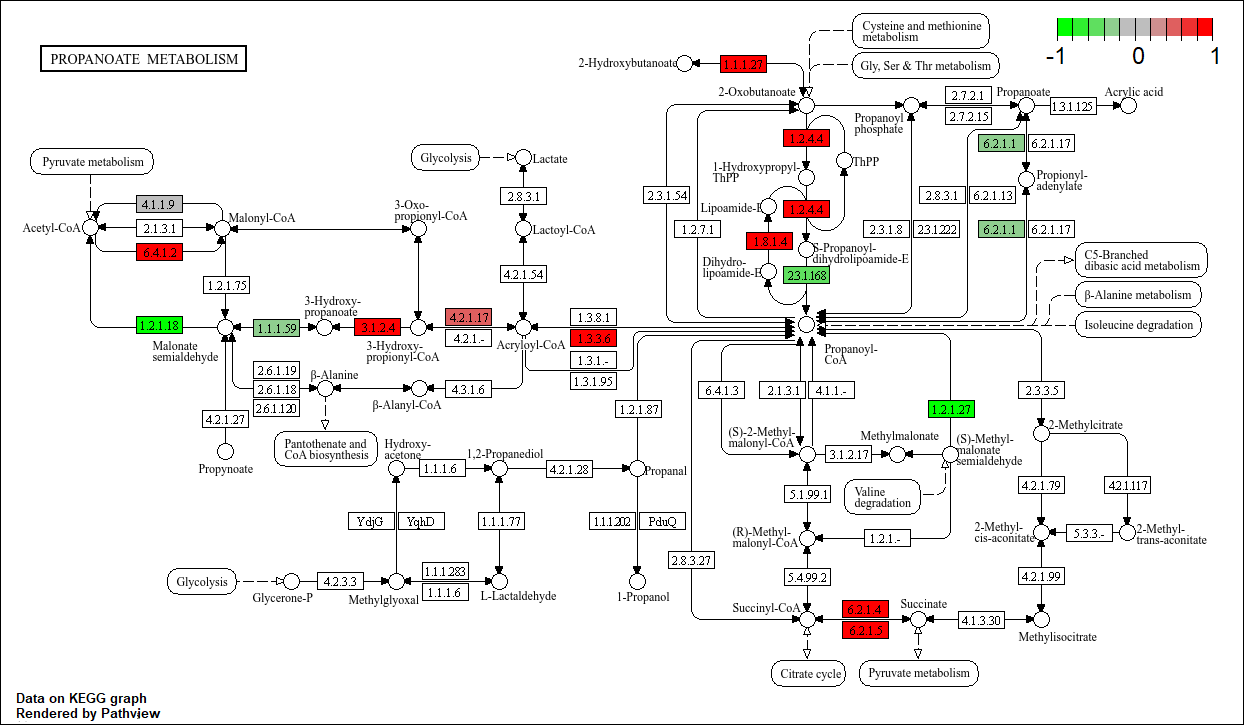 PROPANOATE METABOLISM
-1 0 1
Cysteine and methionine
metabolism
Gly, Ser & Thr metabolism
2-Hydroxybutanoate
1.1.1.27
2-Oxobutanoate
2.7.2.1
2.7.2.15
Propanoyl
phosphate
Propanoate
1.3.1.125
Acrylic acid
1.2.4.4
ThPP
1-Hydroxypropyl-
ThPP
6.2.1.1
6.2.1.17
Propionyl-
adenylate
Pyruvate metabolism
Glycolysis
Lactate
2.8.3.1
2.3.1.54
Lipoamide-E
1.2.4.4
2.8.3.1
6.2.1.13
4.1.1.9
Acetyl-CoA
2.1.3.1
Malonyl-CoA
6.4.1.2
3-Oxo-
propionyl-CoA
Lactoyl-CoA
1.2.7.1
1.8.1.4
S-Propanoyl-
dihydrolipoamide-E
2.3.1.8
2.3.1.222
6.2.1.1
6.2.1.17
Dihydro-
lipoamide-E
2.3.1.168
C5-Branched
dibasic acid metabolism
β-Alanine metabolism
Isoleucine degradation
1.2.1.75
4.2.1.54
1.2.1.18
Malonate
semialdehyde
1.1.1.59
3-Hydroxy-
propanoate
3.1.2.4
3-Hydroxy-
propionyl-CoA
4.2.1.17
4.2.1.-
Acryloyl-CoA
1.3.8.1
1.3.3.6
1.3.1.-
1.3.1.95
Propanoyl-
CoA
2.6.1.19
2.6.1.18
2.6.1.120
β-Alanine
β-Alanyl-CoA
4.3.1.6
6.4.1.3
2.1.3.1
4.1.1.-
2.3.3.5
4.2.1.27
Propynoate
Pantothenate and
CoA biosynthesis
1.2.1.87
1.2.1.27
(S)-2-Methyl-
malonyl-CoA
3.1.2.17
Methylmalonate
(S)-Methyl-
malonate
semialdehyde
2-Methylcitrate
Hydroxy-
acetone
1.1.1.6
1,2-Propanediol
4.2.1.28
Propanal
Valine
degradation
5.1.99.1
4.2.1.79
4.2.1.117
YdjG
YqhD
1.1.1.77
1.1.1.202
PduQ
(R)-Methyl-
malonyl-CoA
1.2.1.-
2-Methyl-
cis-aconitate
5.3.3.-
2-Methyl-
trans-aconitate
2.8.3.27
Glycolysis
Glycerone-P
4.2.3.3
Methylglyoxal
1.1.1.283
1.1.1.6
L-Lactaldehyde
1-Propanol
5.4.99.2
4.2.1.99
Succinyl-CoA
6.2.1.4
6.2.1.5
Succinate
4.1.3.30
Methylisocitrate
Citrate cycle
Pyruvate metabolism
Data on KEGG graph
Rendered by Pathview